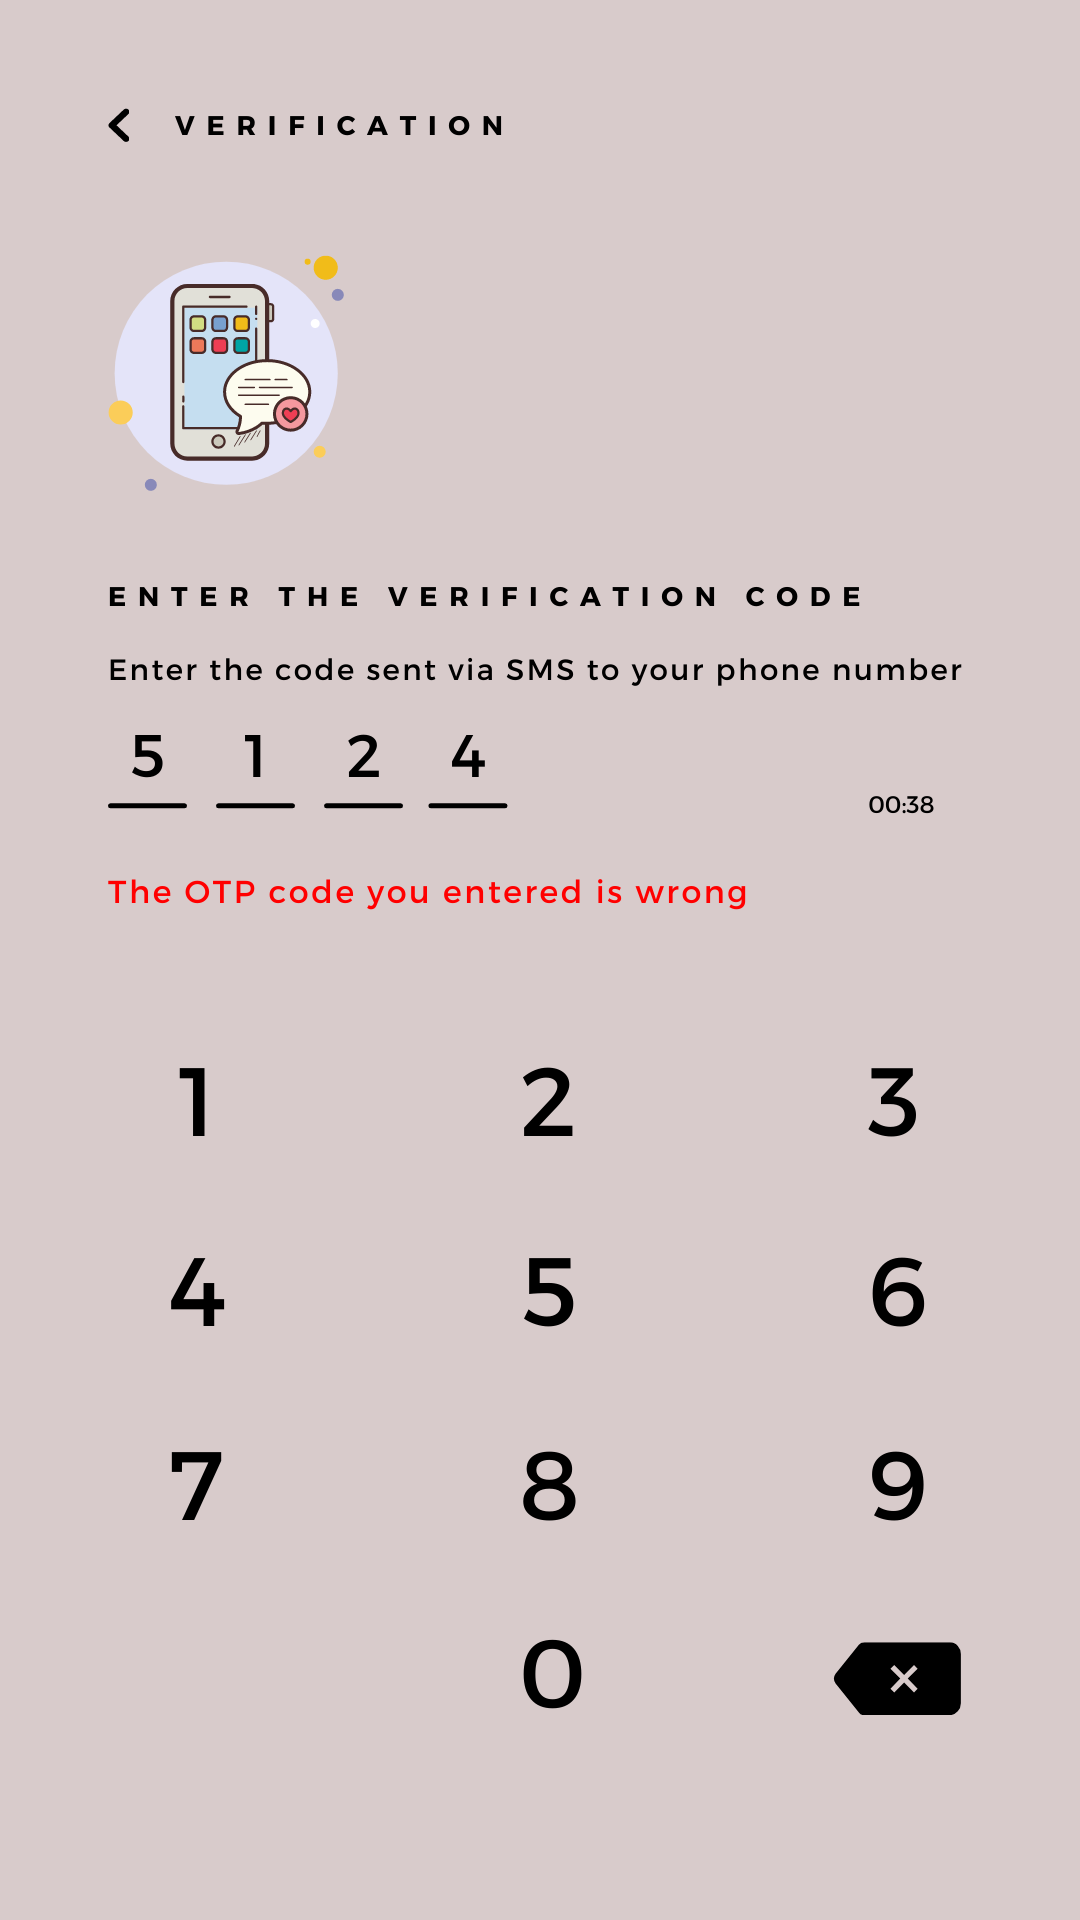 VERIFICATION
ENTER THE VERIFICATION CODE
Enter the code sent via SMS to your phone number
5 1 2 4
00:38
The OTP code you entered is wrong
1 2 3
4 5 6
7 8 9
0